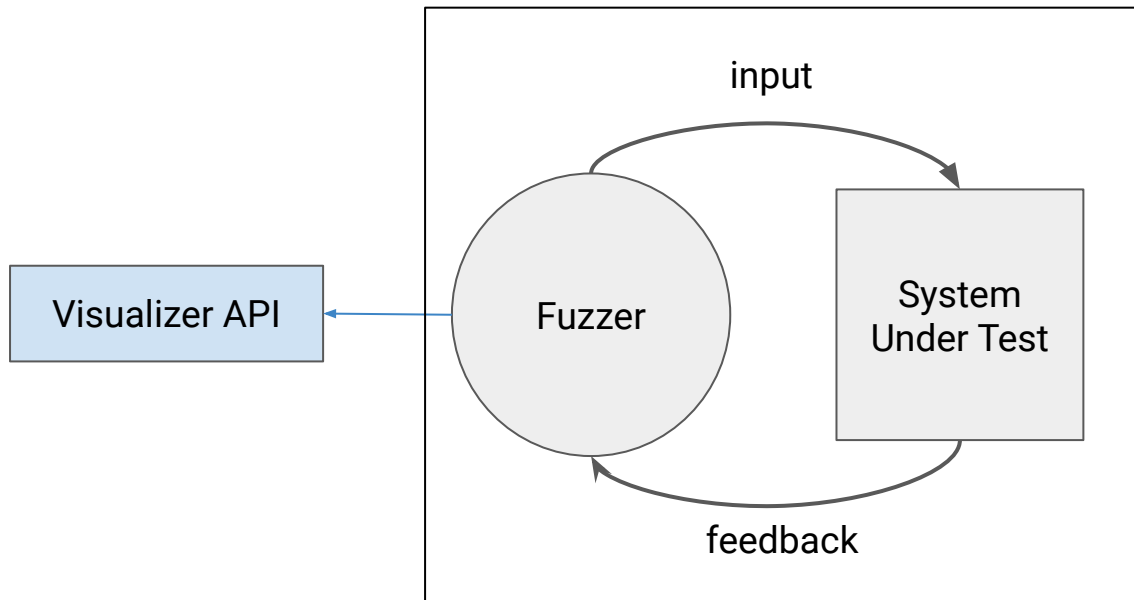 input
Visualizer API
Fuzzer
System
Under Test
feedback